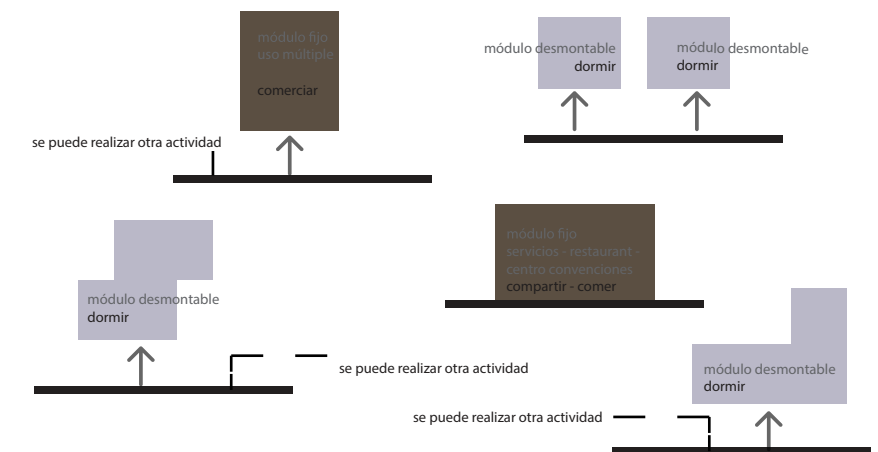 módulo fijo
uso múltiple
comerciar
se puede realizar otra actividad
módulo desmontable
dormir
módulo desmontable
dormir
módulo desmontable
dormir
se puede realizar otra actividad
módulo fijo
servicios - restaurant -
centro convenciones
compartir - comer
módulo desmontable
dormir
se puede realizar otra actividad